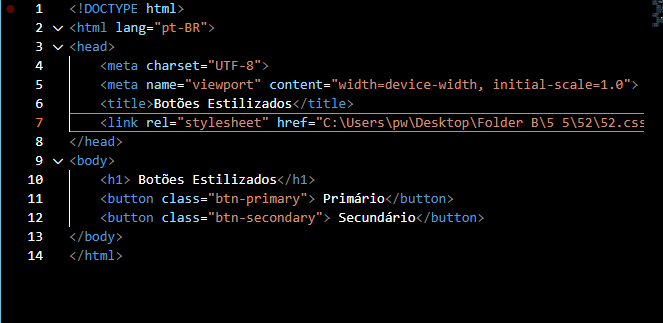 1 <!DOCTYPE html>
2 <html lang="pt-BR">
3 <head>
4 <meta charset="UTF-8">
5 <meta name="viewport" content="width=device-width, initial-scale=1.0">
6 <title>Botões Estilizados</title>
7 <link rel="stylesheet" href="C:\Users\pw\Desktop\Folder B\5 5\52\52.css
8 </head>
9 <body>
10 <h1> Botões Estilizados</h1>
11 <button class="btn-primary"> Primário</button>
12 <button class="btn-secondary"> Secundário</button>
13 </body>
14 </html>